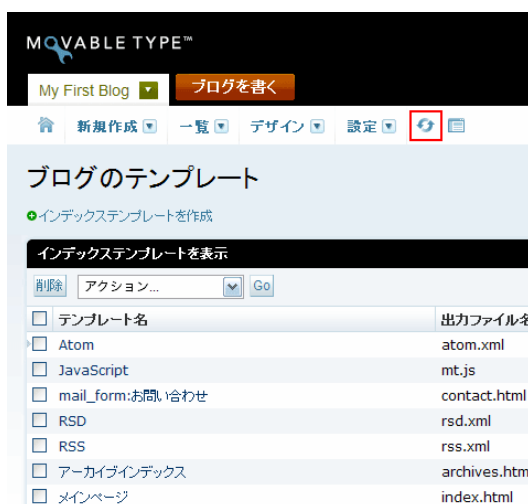 MOVABLE TYPE™
My First Blog ブログを書く
新規作成 一覧 デザイン 設定
ブログのテンプレート
インデックステンプレートを作成
インデックステンプレートを表示
削除 アクション... Go
テンプレート名 出力ファイル名
Atom atom.xml
JavaScript mt.js
mail_form:お問い合わせ contact.html
RSD rsd.xml
RSS rss.xml
アーカイブインデックス archives.htm
メインページ index.html